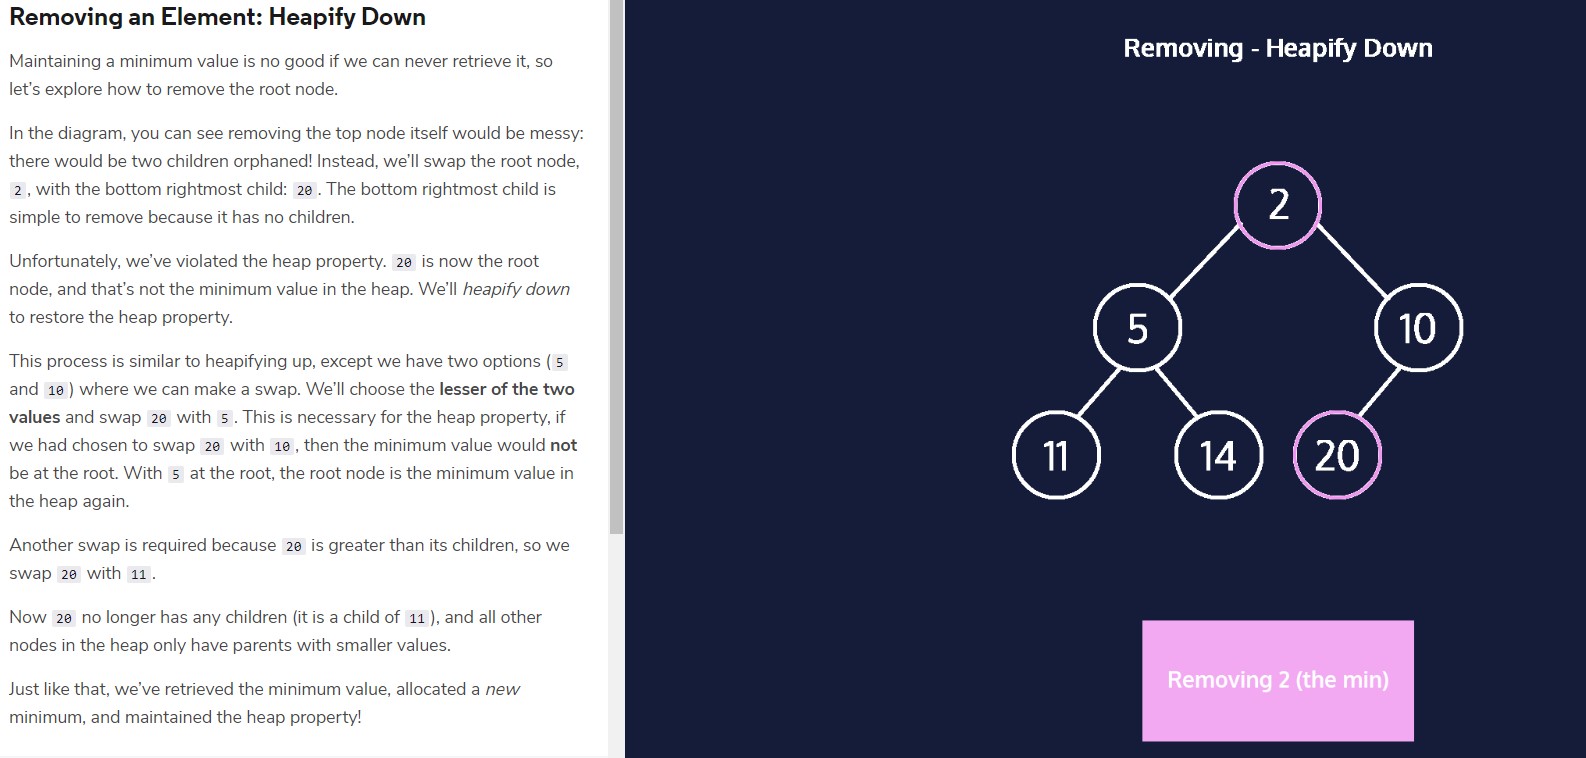 Removing an Element: Heapify Down
Maintaining a minimum value is no good if we can never retrieve it, so
let’s explore how to remove the root node.
In the diagram, you can see removing the top node itself would be messy:
there would be two children orphaned! Instead, we’ll swap the root node,
2, with the bottom rightmost child: 20. The bottom rightmost child is
simple to remove because it has no children.
Unfortunately, we’ve violated the heap property. 20 is now the root
node, and that’s not the minimum value in the heap. We’ll heapify down
to restore the heap property.
This process is similar to heapifying up, except we have two options (5
and 10) where we can make a swap. We’ll choose the lesser of the two
values and swap 20 with 5. This is necessary for the heap property, if
we had chosen to swap 20 with 10, then the minimum value would not
be at the root. With 5 at the root, the root node is the minimum value in
the heap again.
Another swap is required because 20 is greater than its children, so we
swap 20 with 11.
Now 20 no longer has any children (it is a child of 11), and all other
nodes in the heap only have parents with smaller values.
Just like that, we’ve retrieved the minimum value, allocated a new
minimum, and maintained the heap property!
Removing - Heapify Down
2
5 10
11 14 20
Removing 2 (the min)